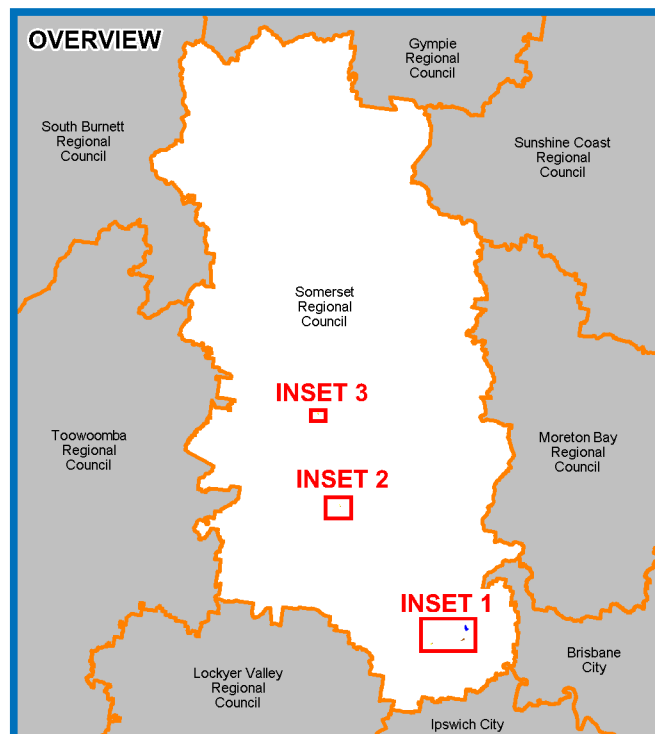 OVERVIEW
Gympie
Regional
Council
South Burnett
Regional
Council
Sunshine Coast
Regional
Council
Somerset
Regional
Council
INSET 3
Toowoomba
Regional
Council
Moreton Bay
Regional
Council
INSET 2
INSET 1
Brisbane
City
Lockyer Valley
Regional
Council
Ipswich City